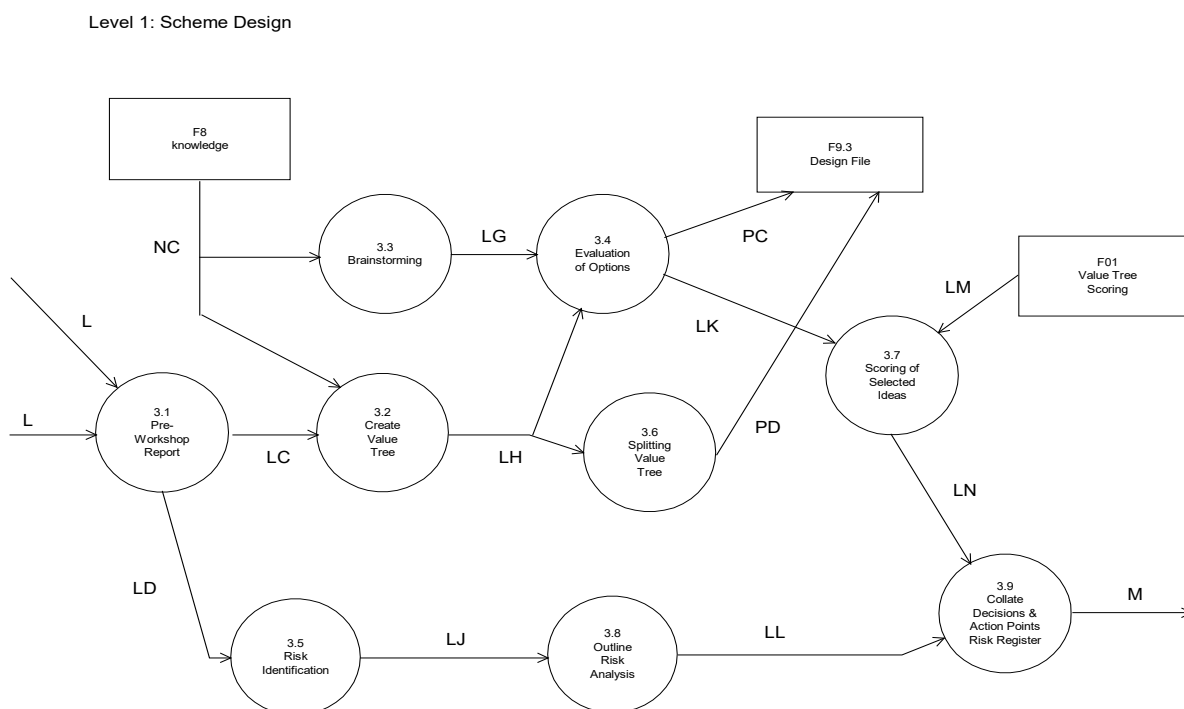 Level 1: Scheme Design
F8
knowledge
F9.3
Design File
NC
3.3
Brainstorming
LG
3.4
Evaluation
of Options
PC
F01
Value Tree
Scoring
LM
L
LK
3.7
Scoring of
Selected
Ideas
L
3.1
Pre-
Workshop
Report
LC
3.2
Create
Value
Tree
LH
3.6
Splitting
Value
Tree
PD
LN
LD
3.5
Risk
Identification
LJ
3.8
Outline
Risk
Analysis
LL
3.9
Collate
Decisions &
Action Points
Risk Register
M